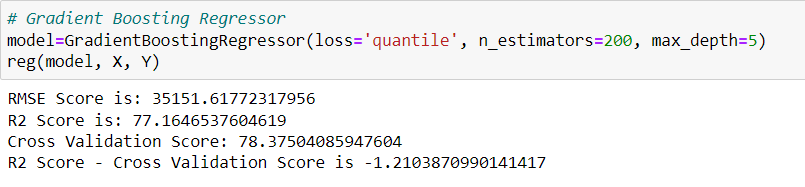 # Gradient Boosting Regressor
model=GradientBoostingRegressor(loss='quantile', n_estimators=200, max_depth=5)
reg(model, X, Y)
RMSE Score is: 35151.61772317956
R2 Score is: 77.1646537604619
Cross Validation Score: 78.37504085947604
R2 Score - Cross Validation Score is -1.2103870990141417